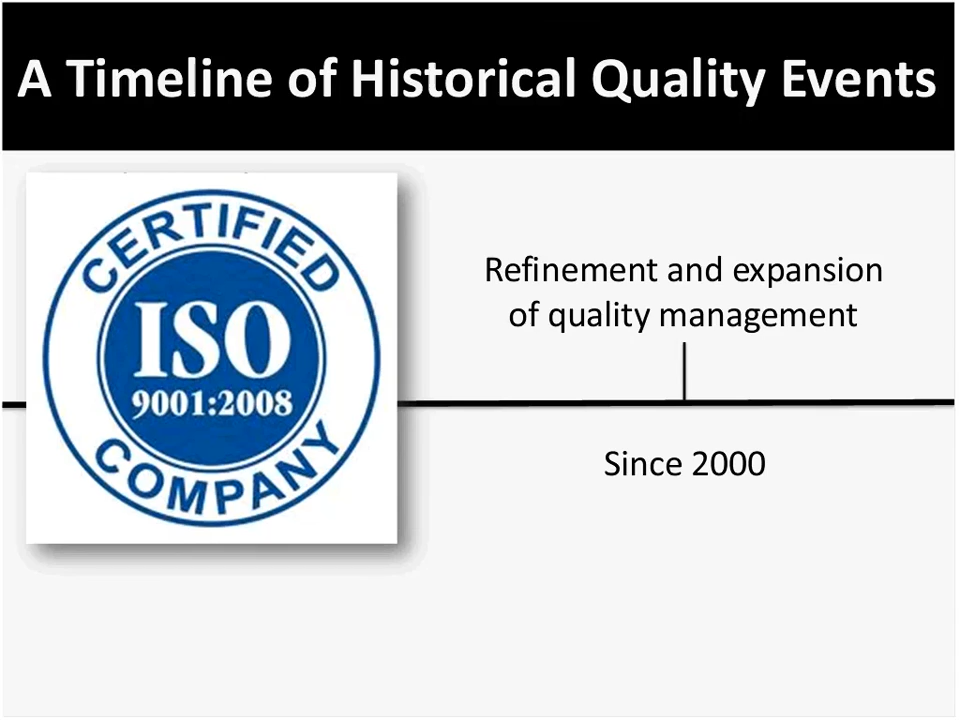 A Timeline of Historical Quality Events
CERTIFIED
ISO
9001:2008
COMPANY
Refinement and expansion
of quality management
Since 2000